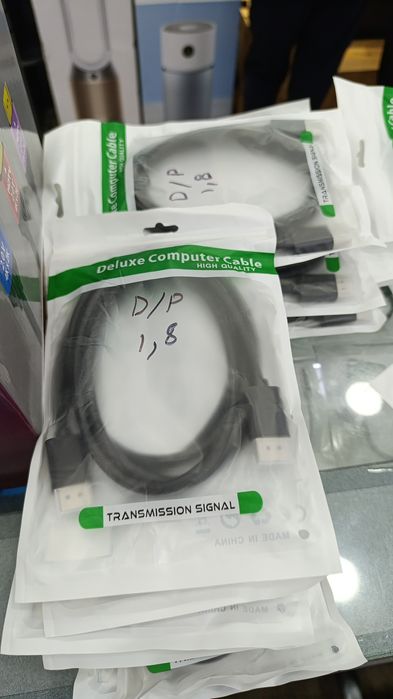 Deluxe Computer Cable
HIGH QUALITY
D/P
1,8
TRANSMISSION SIGNAL
MADE IN CHINA
Computer Cable
HIGH QUALITY
D/P
1,8
TRANSMISSION SIGNAL